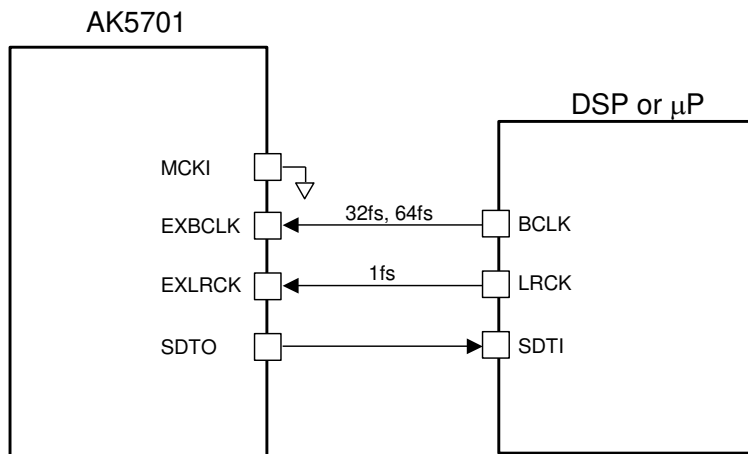 AK5701
DSP or μP
MCKI
EXBCLK
32fs, 64fs
BCLK
EXLRCK
1fs
LRCK
SDTO
SDTI